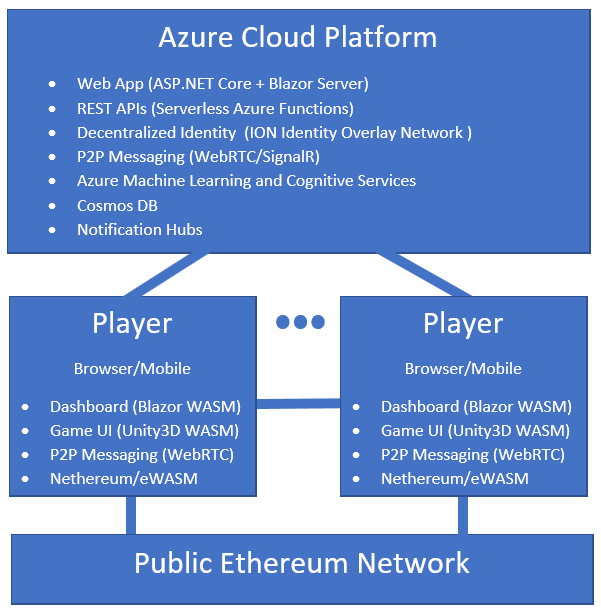 Azure Cloud Platform
• Web App (ASP.NET Core + Blazor Server)
• REST APIs (Serverless Azure Functions)
• Decentralized Identity  (ION Identity Overlay Network )
• P2P Messaging (WebRTC/SignalR)
• Azure Machine Learning and Cognitive Services
• Cosmos DB
• Notification Hubs
Player
Browser/Mobile
• Dashboard (Blazor WASM)
• Game UI (Unity3D WASM)
• P2P Messaging (WebRTC)
• Nethereum/eWASM
Player
Browser/Mobile
• Dashboard (Blazor WASM)
• Game UI (Unity3D WASM)
• P2P Messaging (WebRTC)
• Nethereum/eWASM
Public Ethereum Network